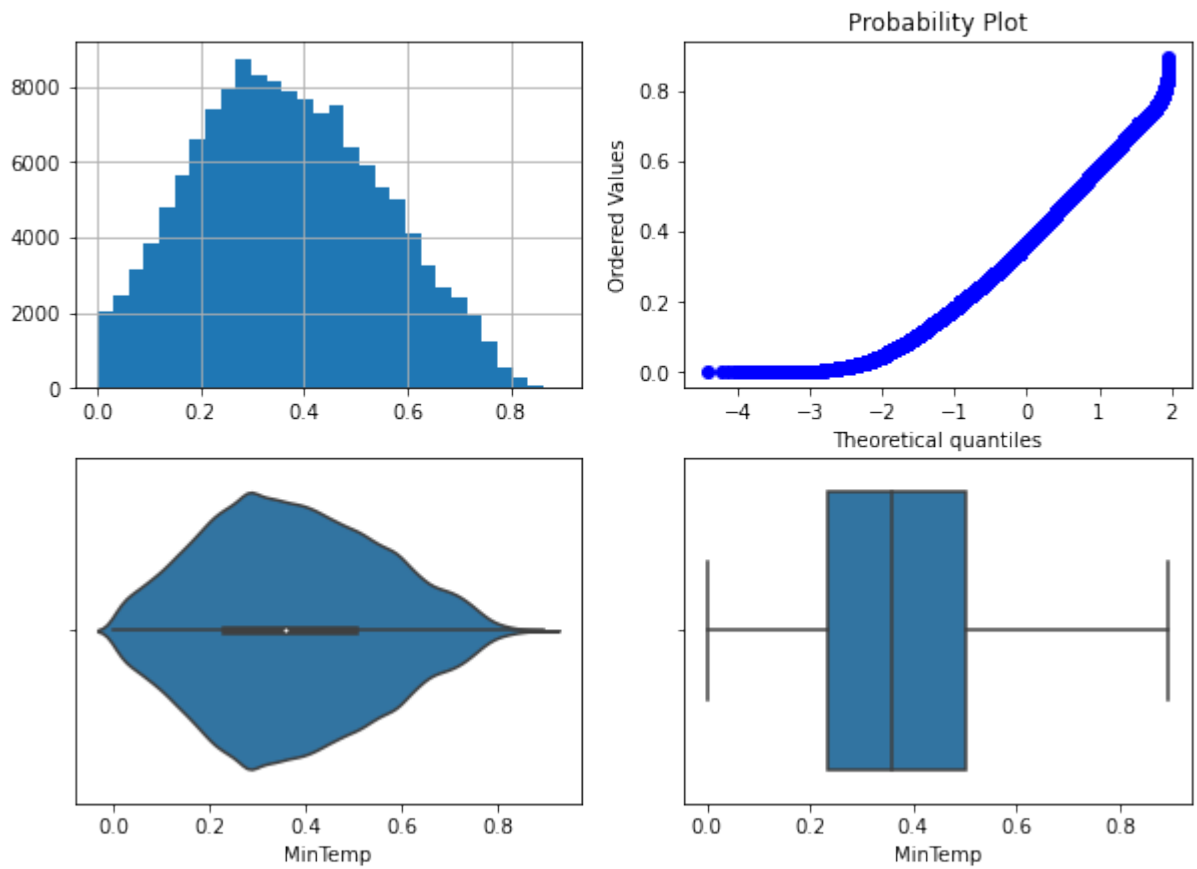 Probability Plot
8000
6000
4000
2000
0
0.0 0.2 0.4 0.6 0.8
Ordered Values
0.8
0.6
0.4
0.2
0.0
−4 −3 −2 −1 0 1 2
Theoretical quantiles
0.0 0.2 0.4 0.6 0.8
MinTemp
0.0 0.2 0.4 0.6 0.8
MinTemp